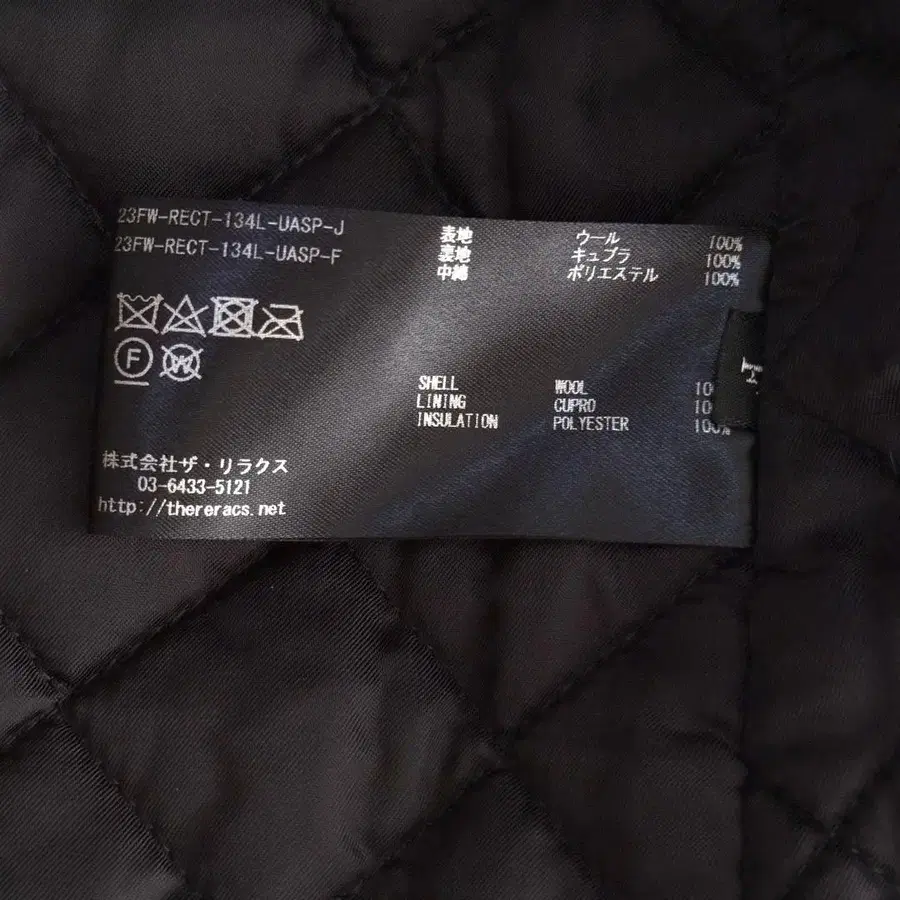 23FW-RECT-134L-UASP-J
23FW-RECT-134L-UASP-F
表地 ウール 100%
裏地 キュプラ 100%
中綿 ポリエステル 100%
F
W
SHELL WOOL 10
LINING CUPRO 10
INSULATION POLYESTER 100%
株式会社ザ・リラクス
03-6433-5121
http://thereracs.net